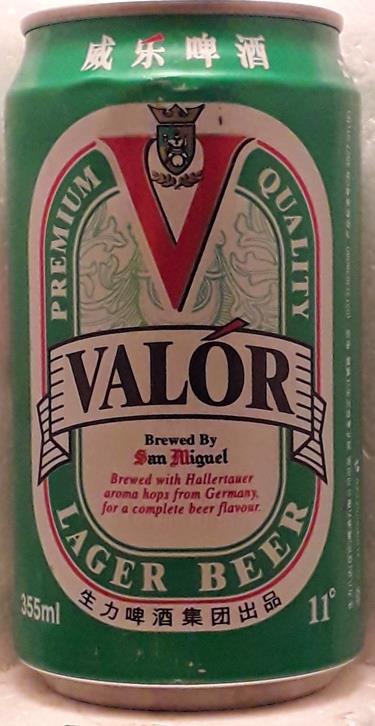 威乐啤酒
PREMIUM QUALITY
V
VALÓR
Brewed By
San Miguel
Brewed with Hallertauer
aroma hops from Germany,
for a complete beer flavour.
LAGER BEER
355ml
生力啤酒集团出品
11°